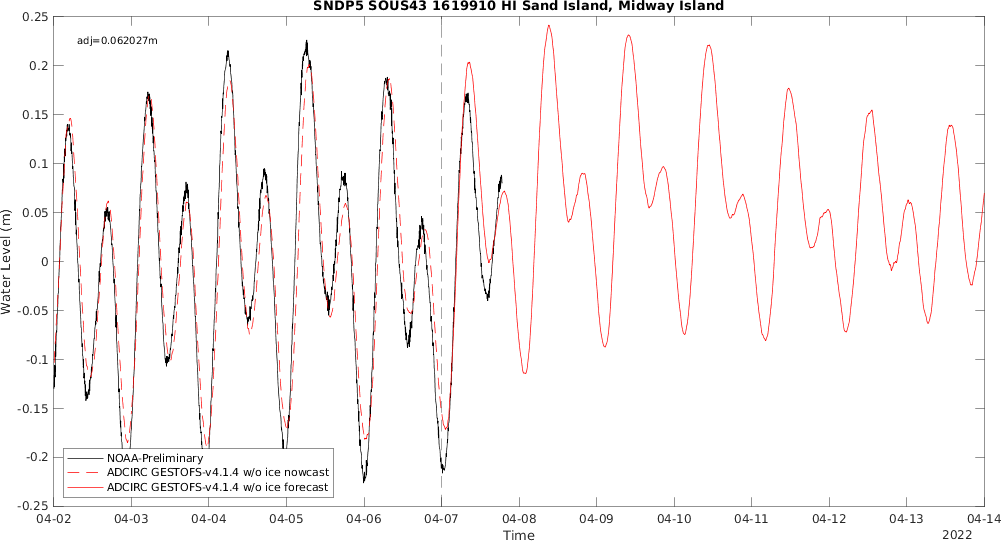 SNDP5 SOUS43 1619910 HI Sand Island, Midway Island
adj=0.062027m
Water Level (m)
0.25
0.2
0.15
0.1
0.05
0
-0.05
-0.1
-0.15
-0.2
-0.25
NOAA-Preliminary
ADCIRC GESTOFS-v4.1.4 w/o ice nowcast
ADCIRC GESTOFS-v4.1.4 w/o ice forecast
04-02 04-03 04-04 04-05 04-06 04-07 04-08 04-09 04-10 04-11 04-12 04-13 04-14
Time
2022